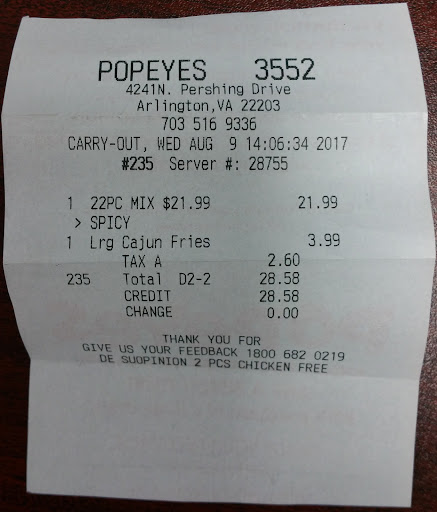 POPEYES 3552
4241N. Pershing Drive
Arlington,VA 22203
703 516 9336
CARRY-OUT, WED AUG 9 14:06:34 2017
#235 Server #: 28755
1 22PC MIX $21.99 21.99
> SPICY
1 Lrg Cajun Fries 3.99
TAX A 2.60
235 Total D2-2 28.58
CREDIT 28.58
CHANGE 0.00
THANK YOU FOR
GIVE US YOUR FEEDBACK 1800 682 0219
DE SUOPINION 2 PCS CHICKEN FREE